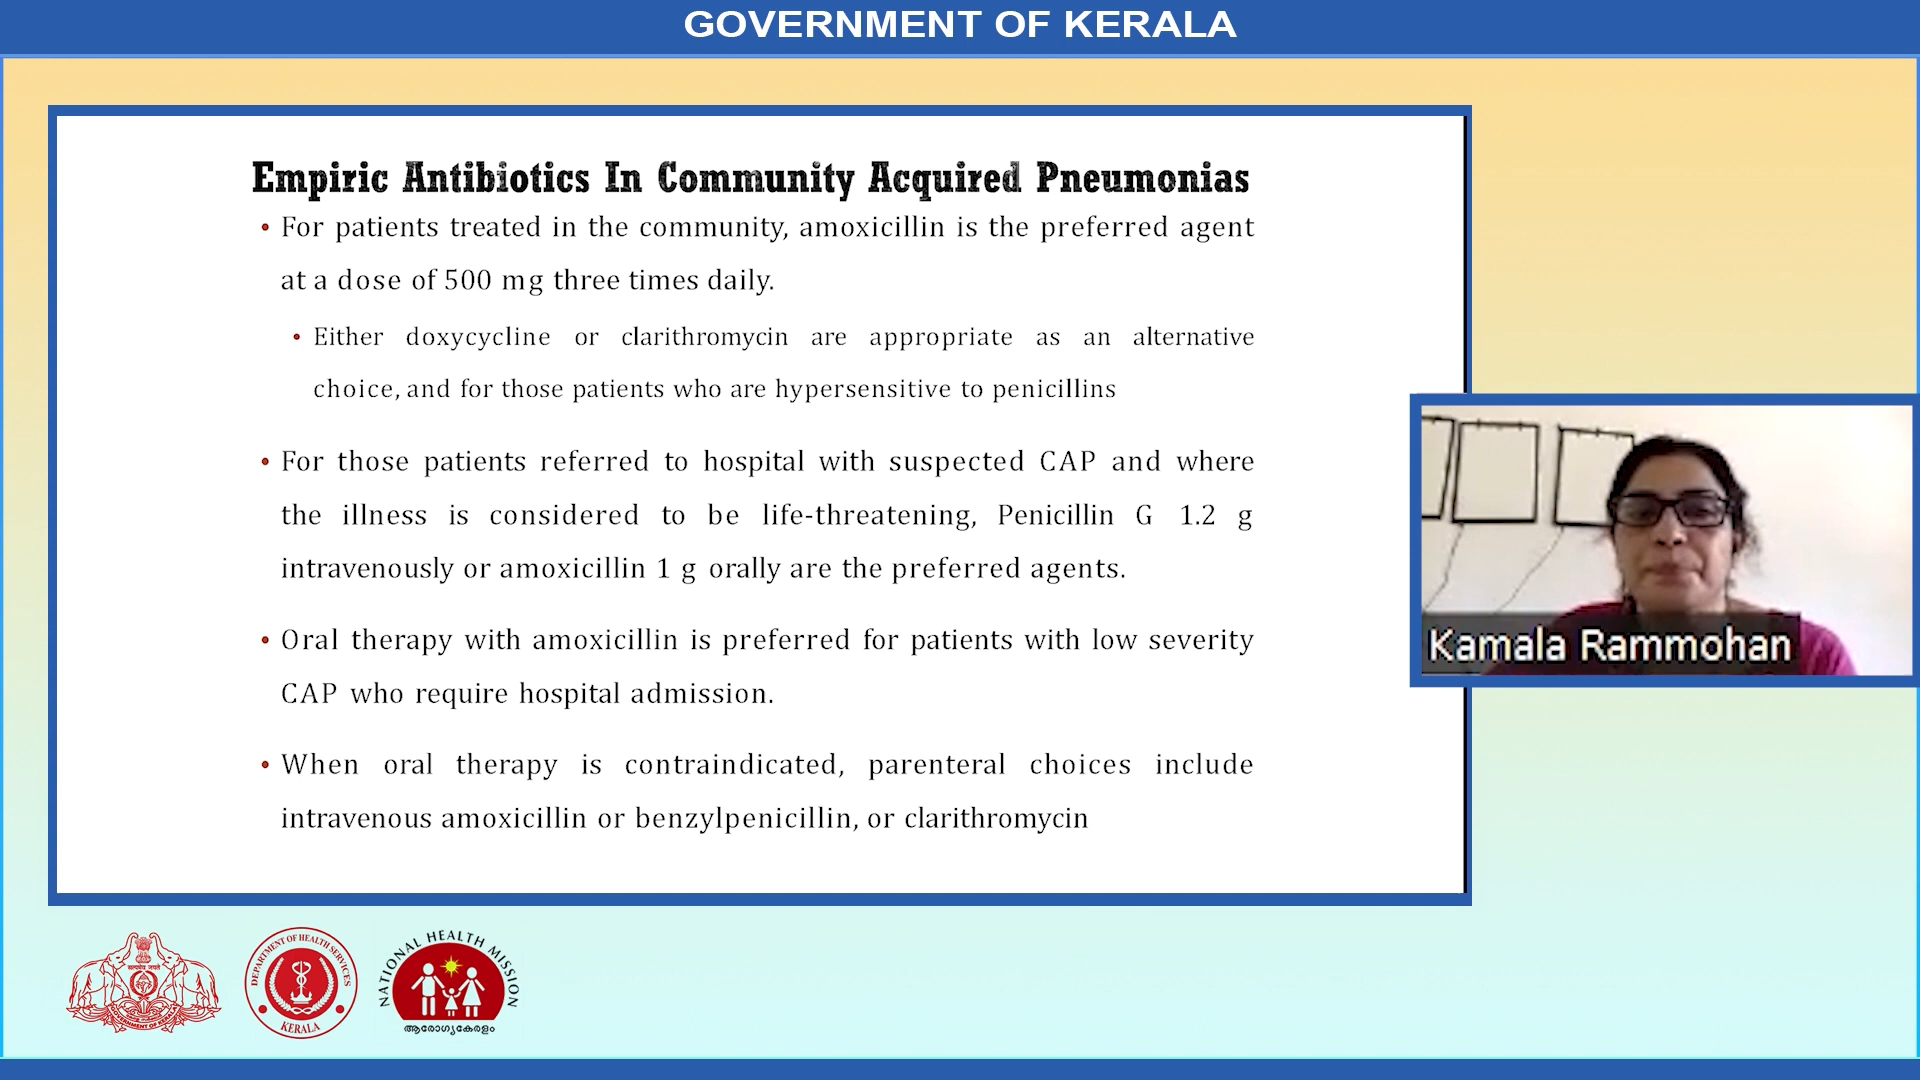 GOVERNMENT OF KERALA
Empiric Antibiotics In Community Acquired Pneumonias
• For patients treated in the community, amoxicillin is the preferred agent
at a dose of 500 mg three times daily.
• Either doxycycline or clarithromycin are appropriate as an alternative
choice, and for those patients who are hypersensitive to penicillins
• For those patients referred to hospital with suspected CAP and where
the illness is considered to be life-threatening, Penicillin G 1.2 g
intravenously or amoxicillin 1 g orally are the preferred agents.
• Oral therapy with amoxicillin is preferred for patients with low severity
CAP who require hospital admission.
• When oral therapy is contraindicated, parenteral choices include
intravenous amoxicillin or benzylpenicillin, or clarithromycin
Kamala Rammohan
सत्यमेव जयते
GOVERNMENT OF KERALA
DEPARTMENT OF HEALTH SERVICES
KERALA
NATIONAL HEALTH MISSION
ആരോഗ്യകേരളം